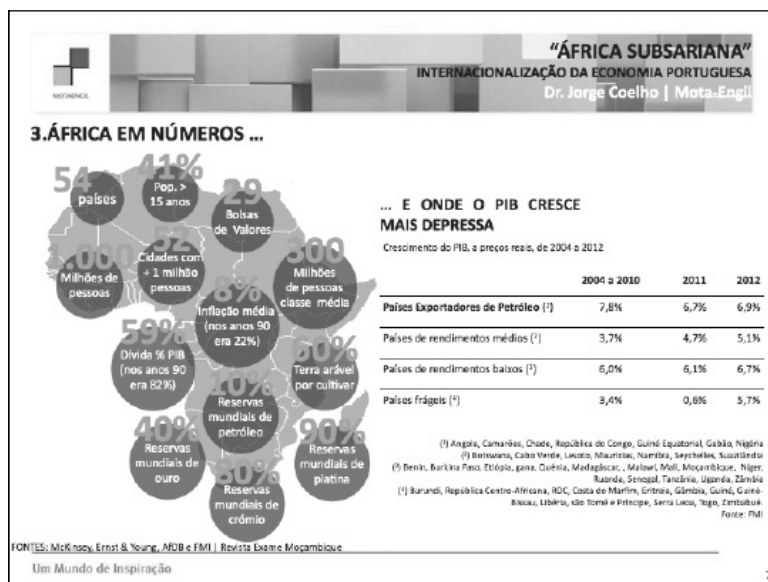 MOTAENGIL
“ÁFRICA SUBSARIANA”
INTERNACIONALIZAÇÃO DA ECONOMIA PORTUGUESA
Dr. Jorge Coelho | Mota-Engil
3.ÁFRICA EM NÚMEROS ...
54
países
41%
Pop. >
15 anos
29
Bolsas
de Valores
1.000
Milhões de
pessoas
52
Cidades com
+ 1 milhão
pessoas
300
Milhões
de pessoas
classe média
8%
Inflação média
(nos anos 90
era 22%)
59%
Dívida % PIB
(nos anos 90
era 82%)
60%
Terra arável
por cultivar
10%
Reservas
mundiais de
petróleo
40%
Reservas
mundiais de
ouro
90%
Reservas
mundiais de
platina
80%
Reservas
mundiais de
crómio
... E ONDE O PIB CRESCE
MAIS DEPRESSA
Crescimento do PIB, a preços reais, de 2004 a 2012
2004 a 2010 2011 2012
Países Exportadores de Petróleo (¹) 7,8% 6,7% 6,9%
Países de rendimentos médios (²) 3,7% 4,7% 5,1%
Países de rendimentos baixos (³) 6,0% 6,1% 6,7%
Países frágeis (⁴) 3,4% 0,6% 5,7%
(¹) Angola, Camarões, Chade, República do Congo, Guiné Equatorial, Gabão, Nigéria
(²) Botswana, Cabo Verde, Lesoto, Maurícias, Namíbia, Seychelles, Suazilândia
(³) Benin, Burkina Faso, Etiópia, gana, Quénia, Madagáscar, , Malawi, Mali, Moçambique, Níger,
Ruanda, Senegal, Tanzânia, Uganda, Zâmbia
(⁴) Burundi, República Centro-Africana, RDC, Costa do Marfim, Eritreia, Gâmbia, Guiné, Guiné-
Bissau, Libéria, são Tomé e Príncipe, Serra Leoa, Togo, Zimbabué
Fonte: FMI
FONTES: McKinsey, Ernst & Young, AfDB e FMI | Revista Exame Moçambique
Um Mundo de Inspiração